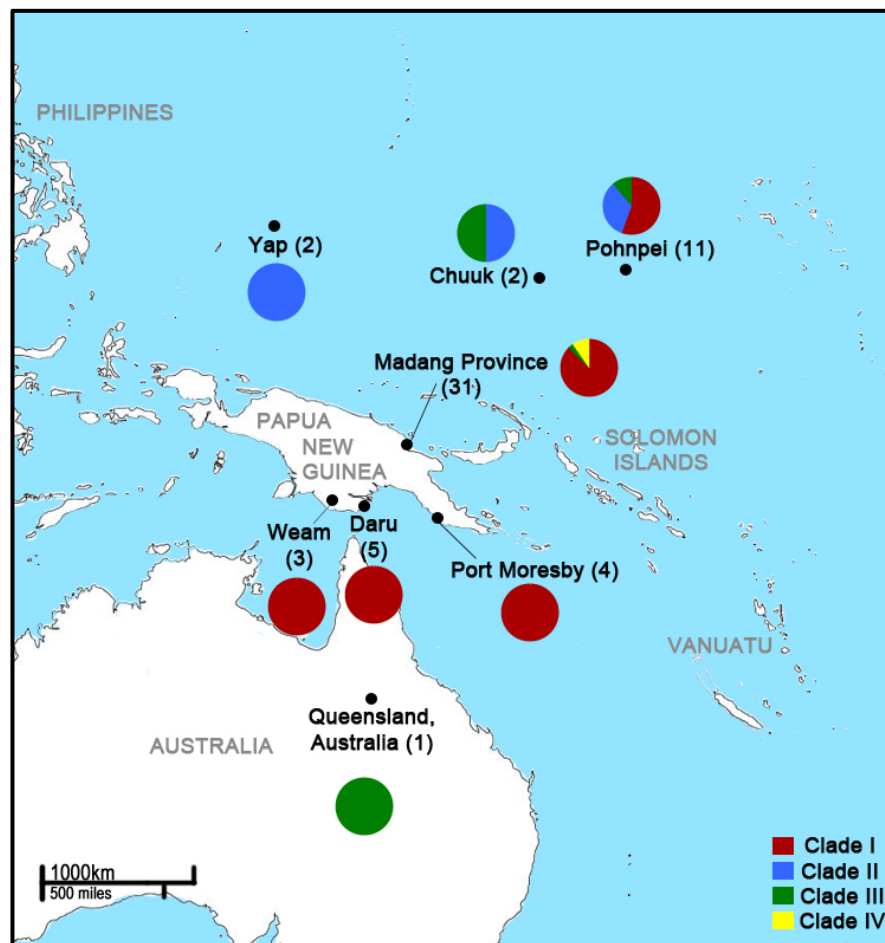 PHILIPPINES
Yap (2)
Chuuk (2)
Pohnpei (11)
Madang Province
(31)
PAPUA
NEW
GUINEA
SOLOMON
ISLANDS
Weam
(3)
Daru
(5)
Port Moresby (4)
VANUATU
Queensland,
Australia (1)
AUSTRALIA
1000km
500 miles
Clade I
Clade II
Clade III
Clade IV